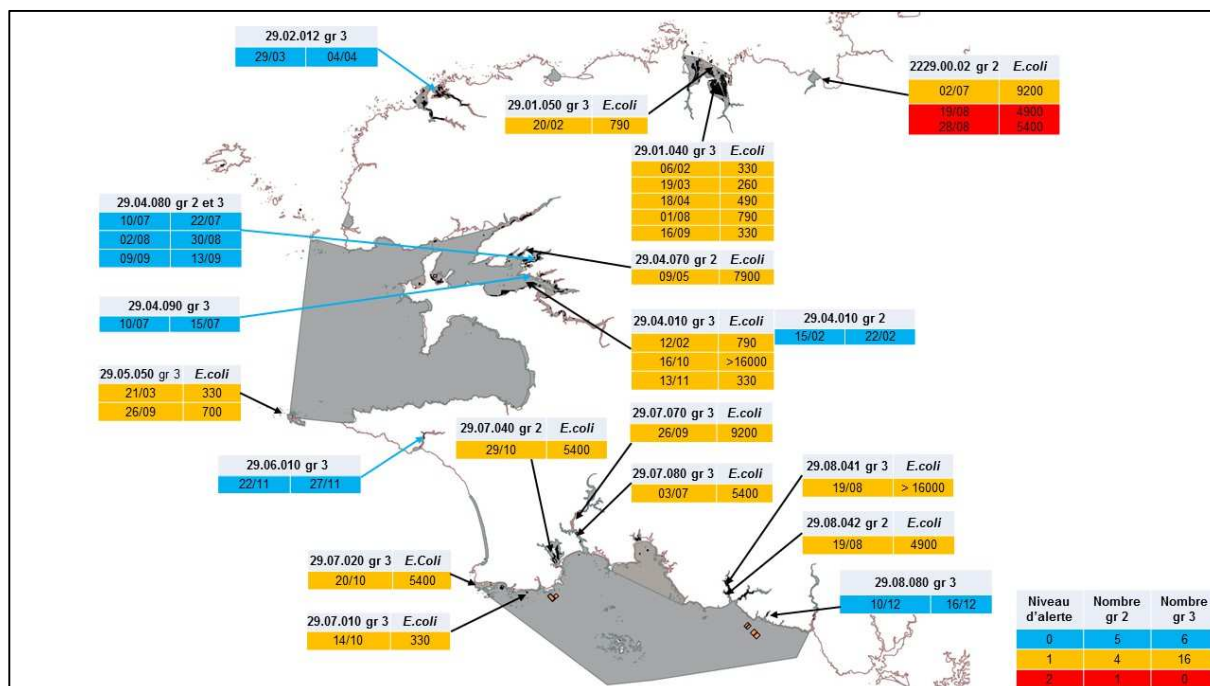 29.02.012 gr 3
29/03 04/04
29.01.050 gr 3 E.coli
20/02 790
2229.00.02 gr 2 E.coli
02/07 9200
19/08 4900
28/08 5400
29.01.040 gr 3 E.coli
06/02 330
19/03 260
18/04 490
01/08 790
16/09 330
29.04.080 gr 2 et 3
10/07 22/07
02/08 30/08
09/09 13/09
29.04.070 gr 2 E.coli
09/05 7900
29.04.090 gr 3
10/07 15/07
29.04.010 gr 3 E.coli
12/02 790
16/10 >16000
13/11 330
29.04.010 gr 2
15/02 22/02
29.05.050 gr 3 E.coli
21/03 330
26/09 700
29.07.040 gr 2 E.coli
29/10 5400
29.07.070 gr 3 E.coli
26/09 9200
29.06.010 gr 3
22/11 27/11
29.07.080 gr 3 E.coli
03/07 5400
29.08.041 gr 3 E.coli
19/08 > 16000
29.08.042 gr 2 E.coli
19/08 4900
29.07.020 gr 3 E.Coli
20/10 5400
29.08.080 gr 3
10/12 16/12
29.07.010 gr 3 E.coli
14/10 330
Niveau Nombre Nombre
d'alerte gr 2 gr 3
0 5 6
1 4 16
2 1 0